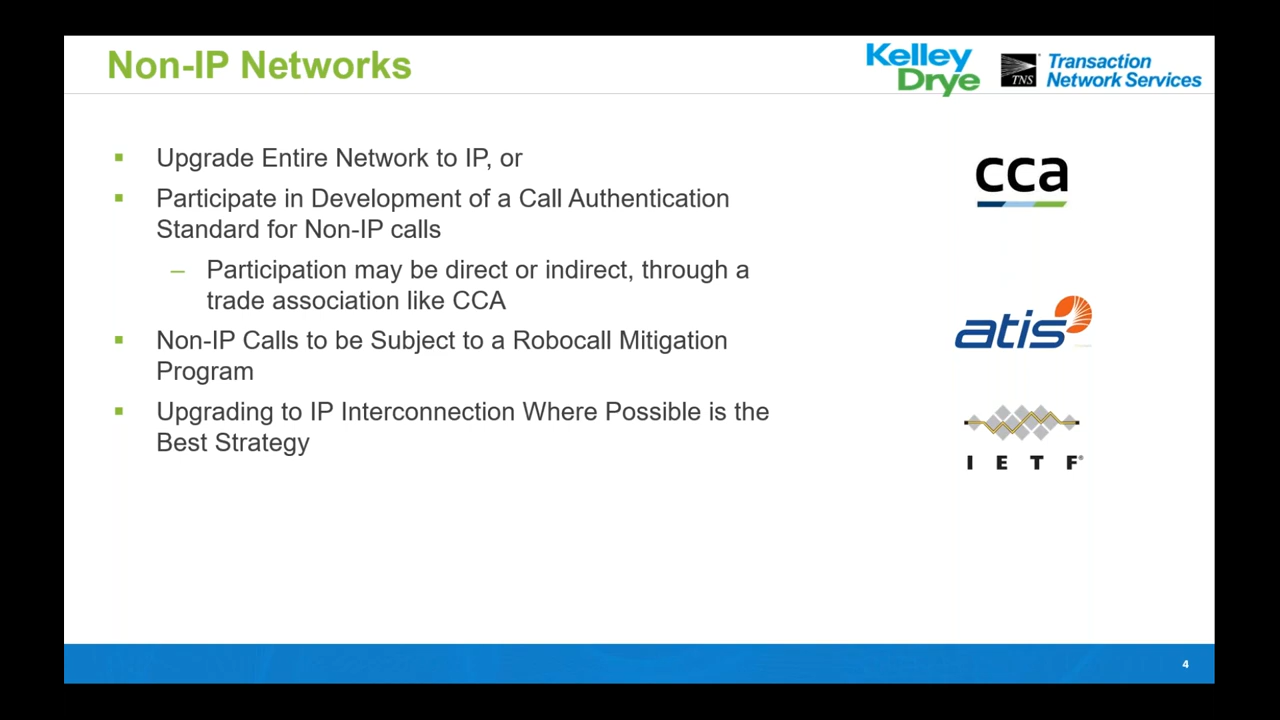 Non-IP Networks
Kelley
Drye
TNS
Transaction
Network Services
Upgrade Entire Network to IP, or
Participate in Development of a Call Authentication
Standard for Non-IP calls
– Participation may be direct or indirect, through a
trade association like CCA
Non-IP Calls to be Subject to a Robocall Mitigation
Program
Upgrading to IP Interconnection Where Possible is the
Best Strategy
cca
atis
I E T F®
4